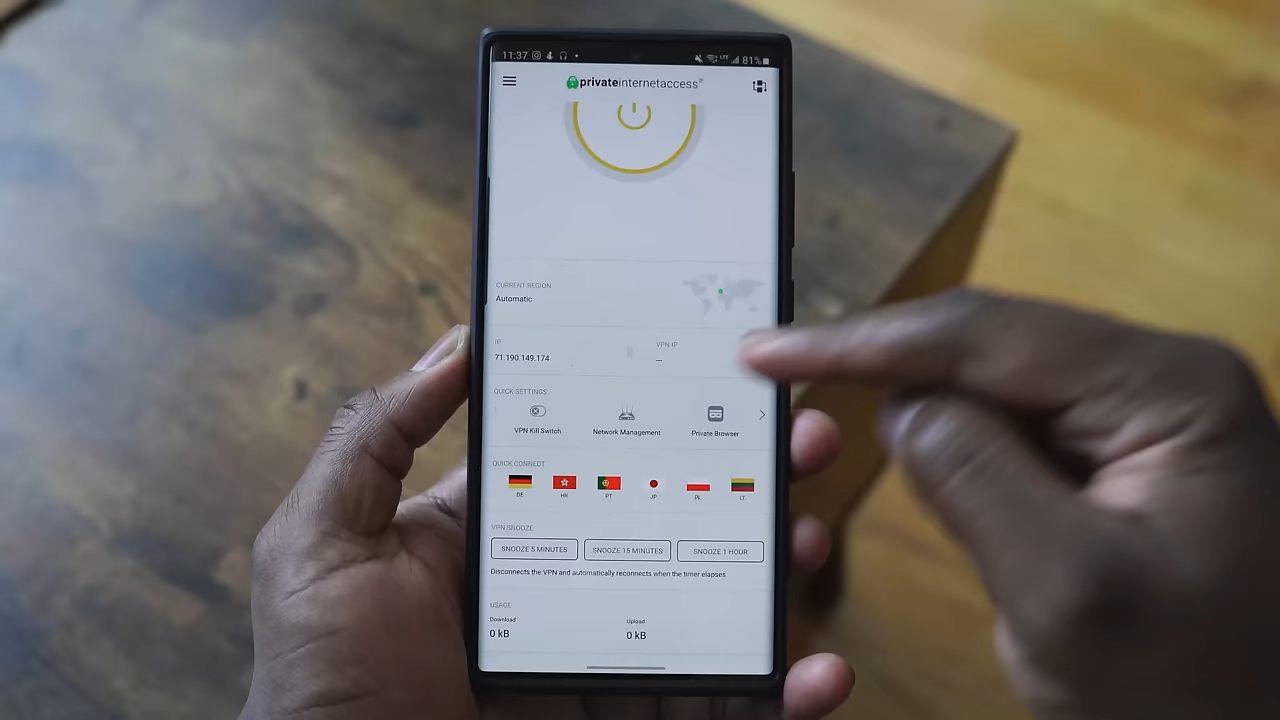 11:37 LTE 81%
privateinternetaccess®
CURRENT REGION
Automatic
IP VPN IP
71.190.149.174 —
QUICK SETTINGS
VPN Kill Switch Network Management Private Browser
QUICK CONNECT
DE HK PT JP PL LT
VPN SNOOZE
SNOOZE 5 MINUTES SNOOZE 15 MINUTES SNOOZE 1 HOUR
Disconnects the VPN and automatically reconnects when the timer elapses
USAGE
Download Upload
0 kB 0 kB